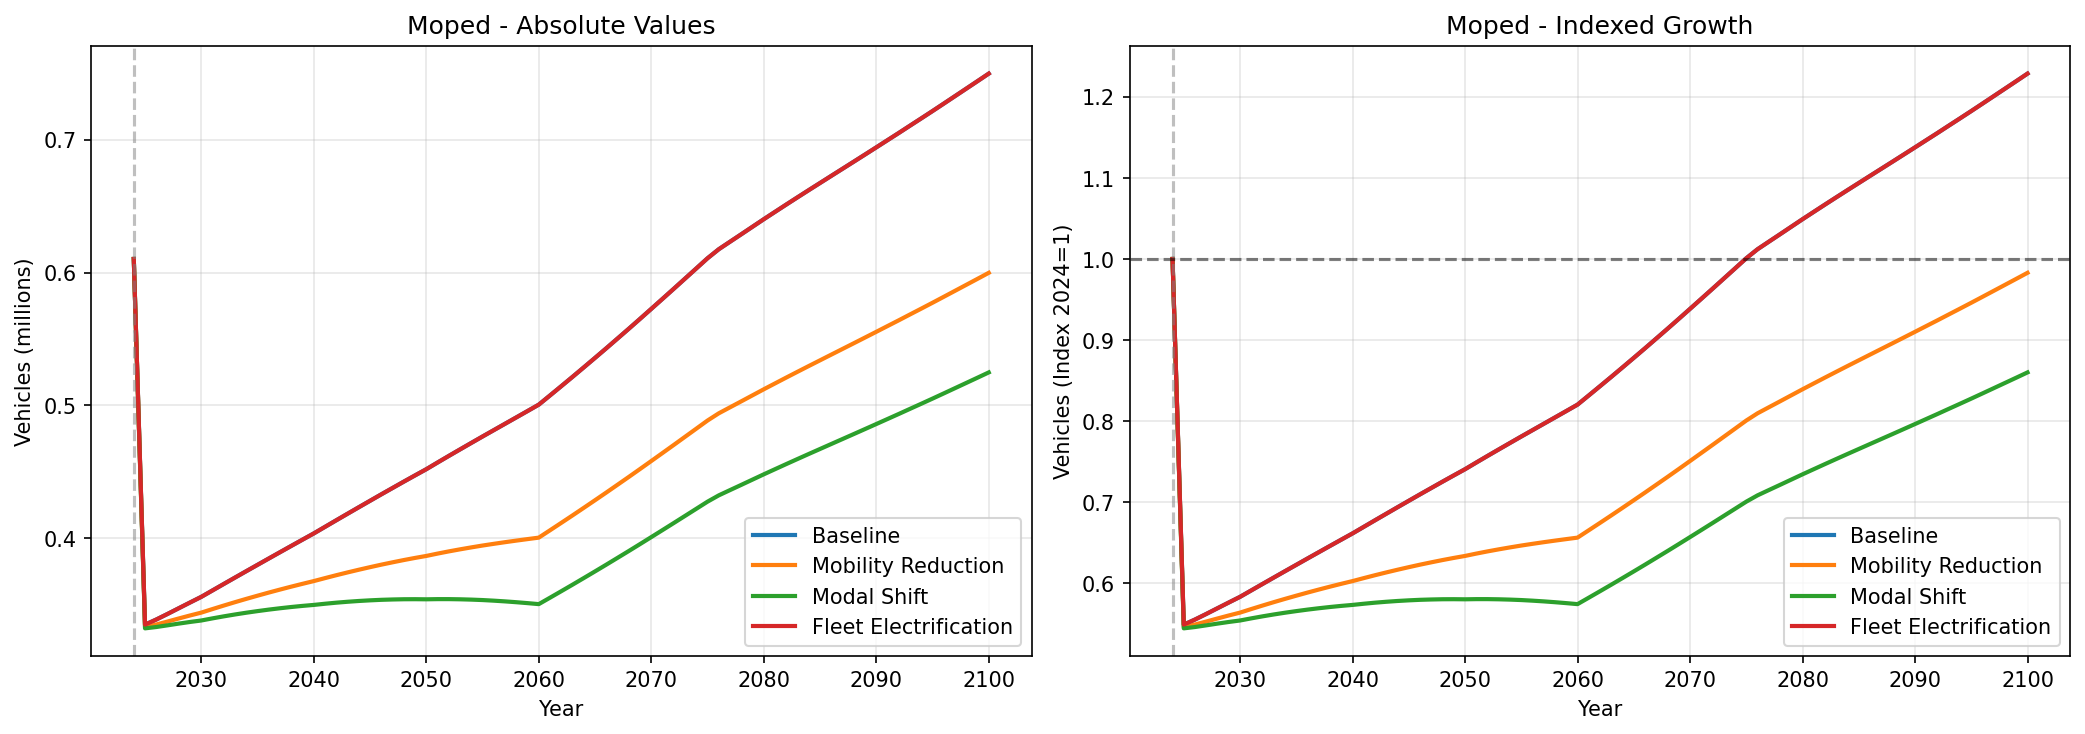 Moped - Absolute Values
Vehicles (millions)
0.7
0.6
0.5
0.4
2030 2040 2050 2060 2070 2080 2090 2100
Year
Baseline
Mobility Reduction
Modal Shift
Fleet Electrification
Moped - Indexed Growth
Vehicles (Index 2024=1)
1.2
1.1
1.0
0.9
0.8
0.7
0.6
2030 2040 2050 2060 2070 2080 2090 2100
Year
Baseline
Mobility Reduction
Modal Shift
Fleet Electrification